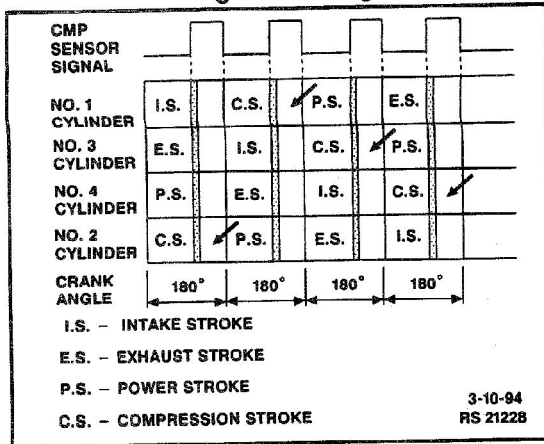 CMP
SENSOR
SIGNAL
NO. 1 CYLINDER I.S. C.S. P.S. E.S.
NO. 3 CYLINDER E.S. I.S. C.S. P.S.
NO. 4 CYLINDER P.S. E.S. I.S. C.S.
NO. 2 CYLINDER C.S. P.S. E.S. I.S.
CRANK ANGLE 180° 180° 180° 180°
I.S. – INTAKE STROKE
E.S. – EXHAUST STROKE
P.S. – POWER STROKE
C.S. – COMPRESSION STROKE
3-10-94
RS 21228